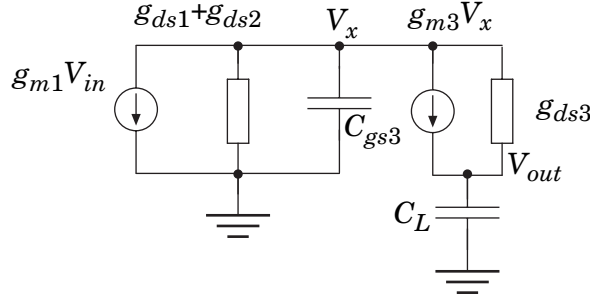 g_{ds1}+g_{ds2}
V_x
g_{m3}V_x
g_{m1}V_{in}
C_{gs3}
g_{ds3}
V_{out}
C_L